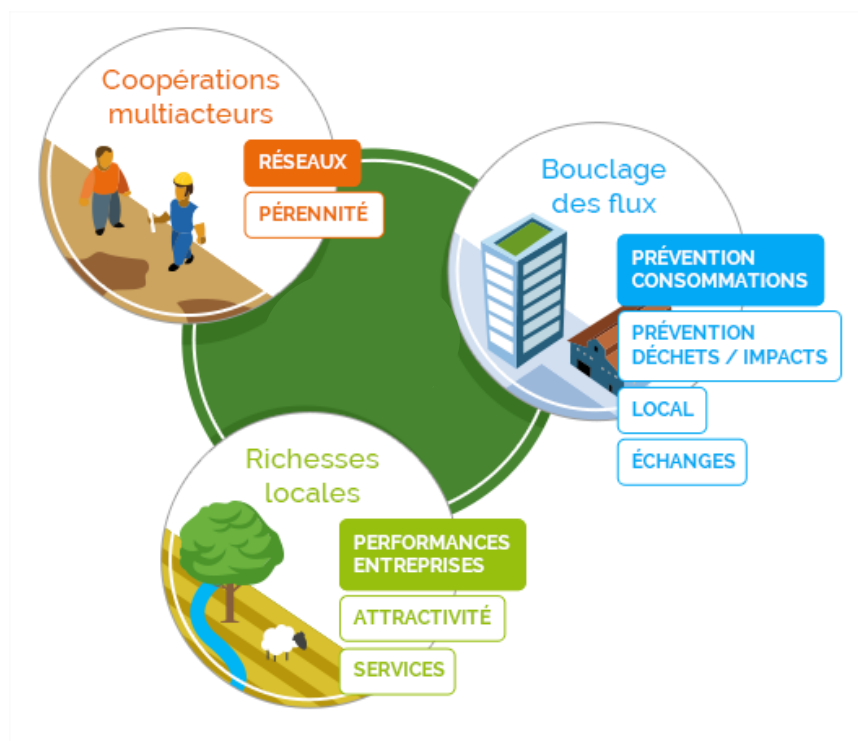 Coopérations
multiacteurs
RÉSEAUX
PÉRENNITÉ
Bouclage
des flux
PRÉVENTION
CONSOMMATIONS
PRÉVENTION
DÉCHETS / IMPACTS
LOCAL
ÉCHANGES
Richesses
locales
PERFORMANCES
ENTREPRISES
ATTRACTIVITÉ
SERVICES